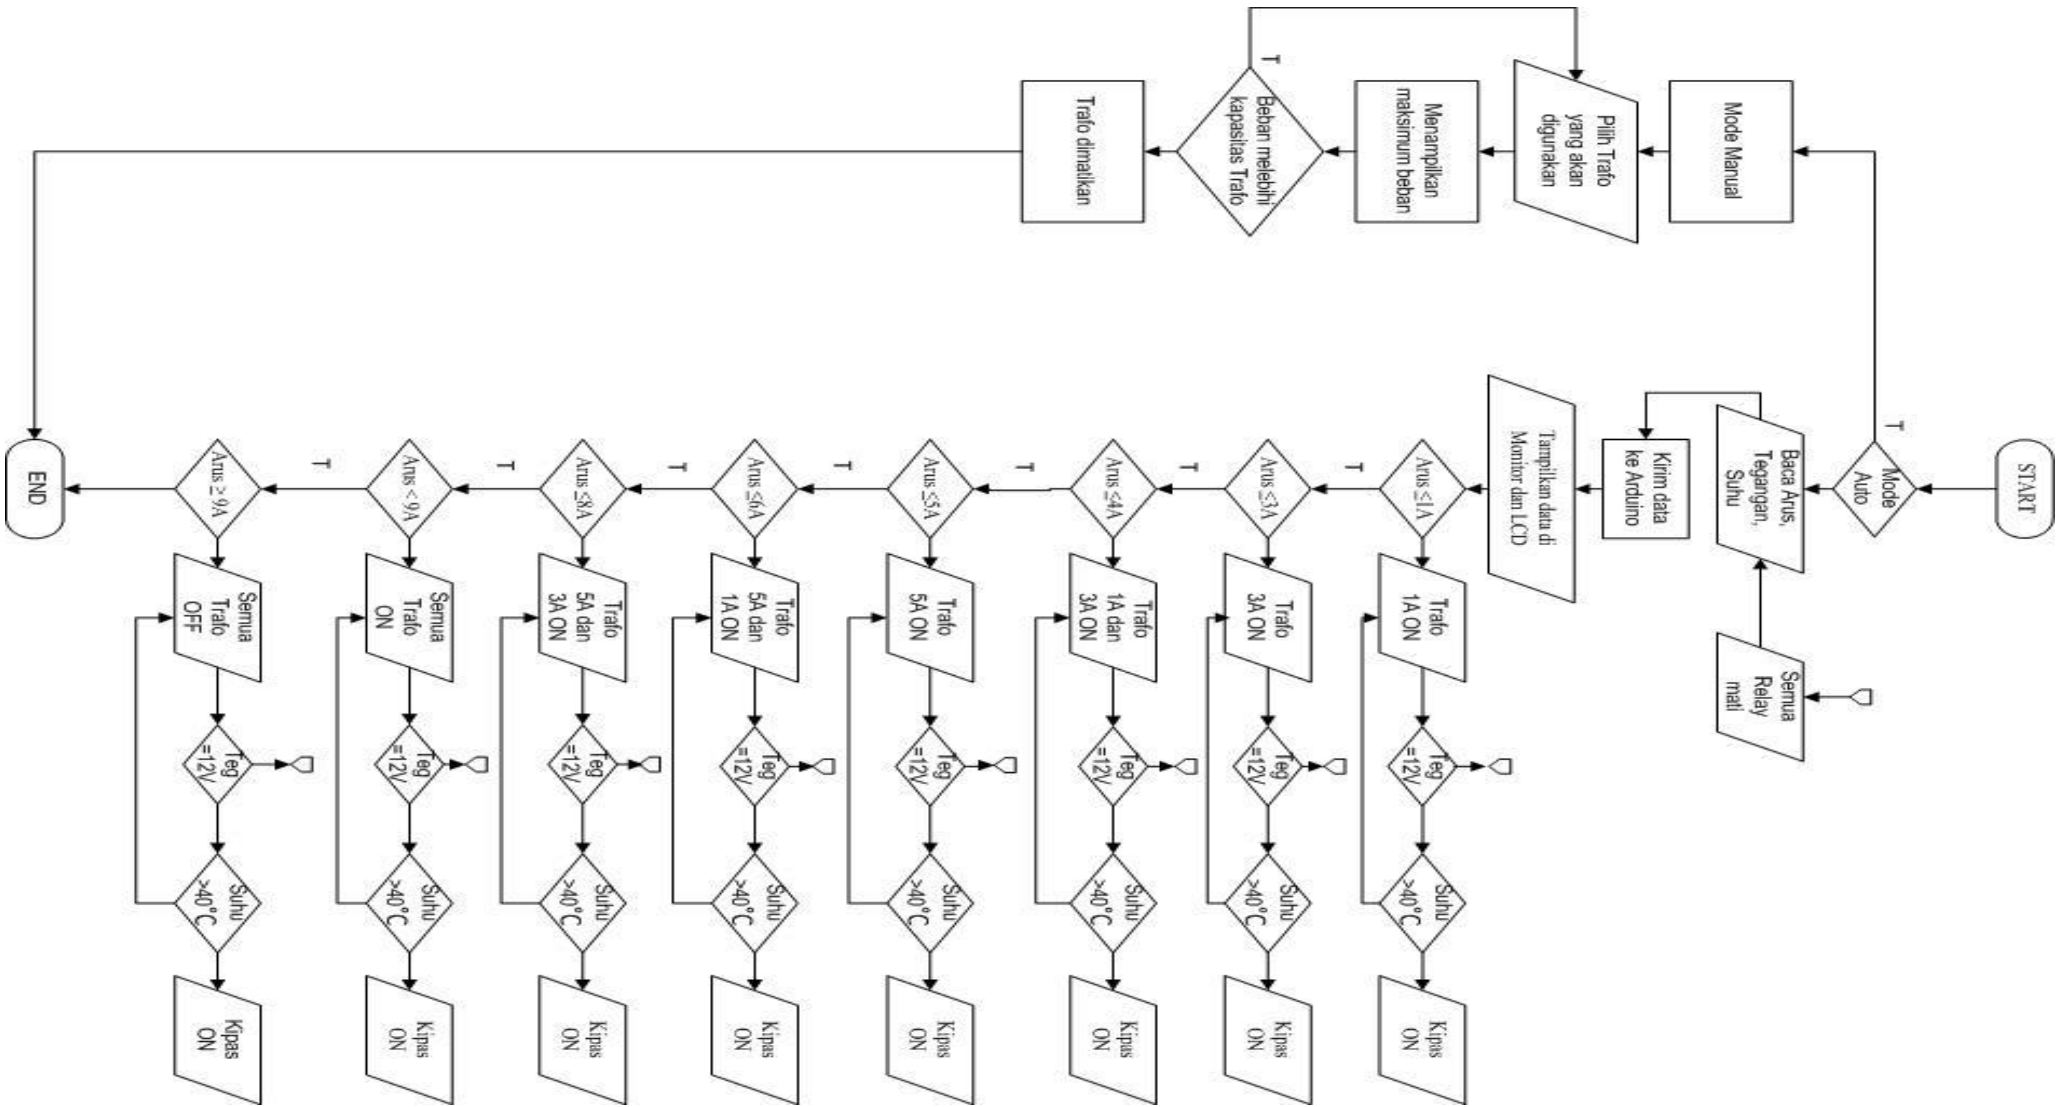 START
Mode
Auto
T
Mode Manual
Pilih Trafo
yang akan
digunakan
Menampilkan
maksimum beban
Beban melebihi
kapasitas Trafo
T
Trafo dimatikan
Baca Arus,
Tegangan,
Suhu
Semua
Relay
mati
Kirim data
ke Arduino
Tampilkan data di
Monitor dan LCD
Arus ≤1A
Trafo
1A ON
Teg
=12V
Suhu
>40°C
Kipas
ON
T
Arus ≤3A
Trafo
3A ON
Teg
=12V
Suhu
>40°C
Kipas
ON
T
Arus ≤4A
Trafo
1A dan
3A ON
Teg
=12V
Suhu
>40°C
Kipas
ON
T
Arus ≤5A
Trafo
5A ON
Teg
=12V
Suhu
>40°C
Kipas
ON
T
Arus ≤6A
Trafo
5A dan
1A ON
Teg
=12V
Suhu
>40°C
Kipas
ON
T
Arus ≤8A
Trafo
5A dan
3A ON
Teg
=12V
Suhu
>40°C
Kipas
ON
T
Arus < 9A
Semua
Trafo
ON
Teg
=12V
Suhu
>40°C
Kipas
ON
T
Arus ≥ 9A
Semua
Trafo
OFF
Teg
=12V
Suhu
>40°C
Kipas
ON
END